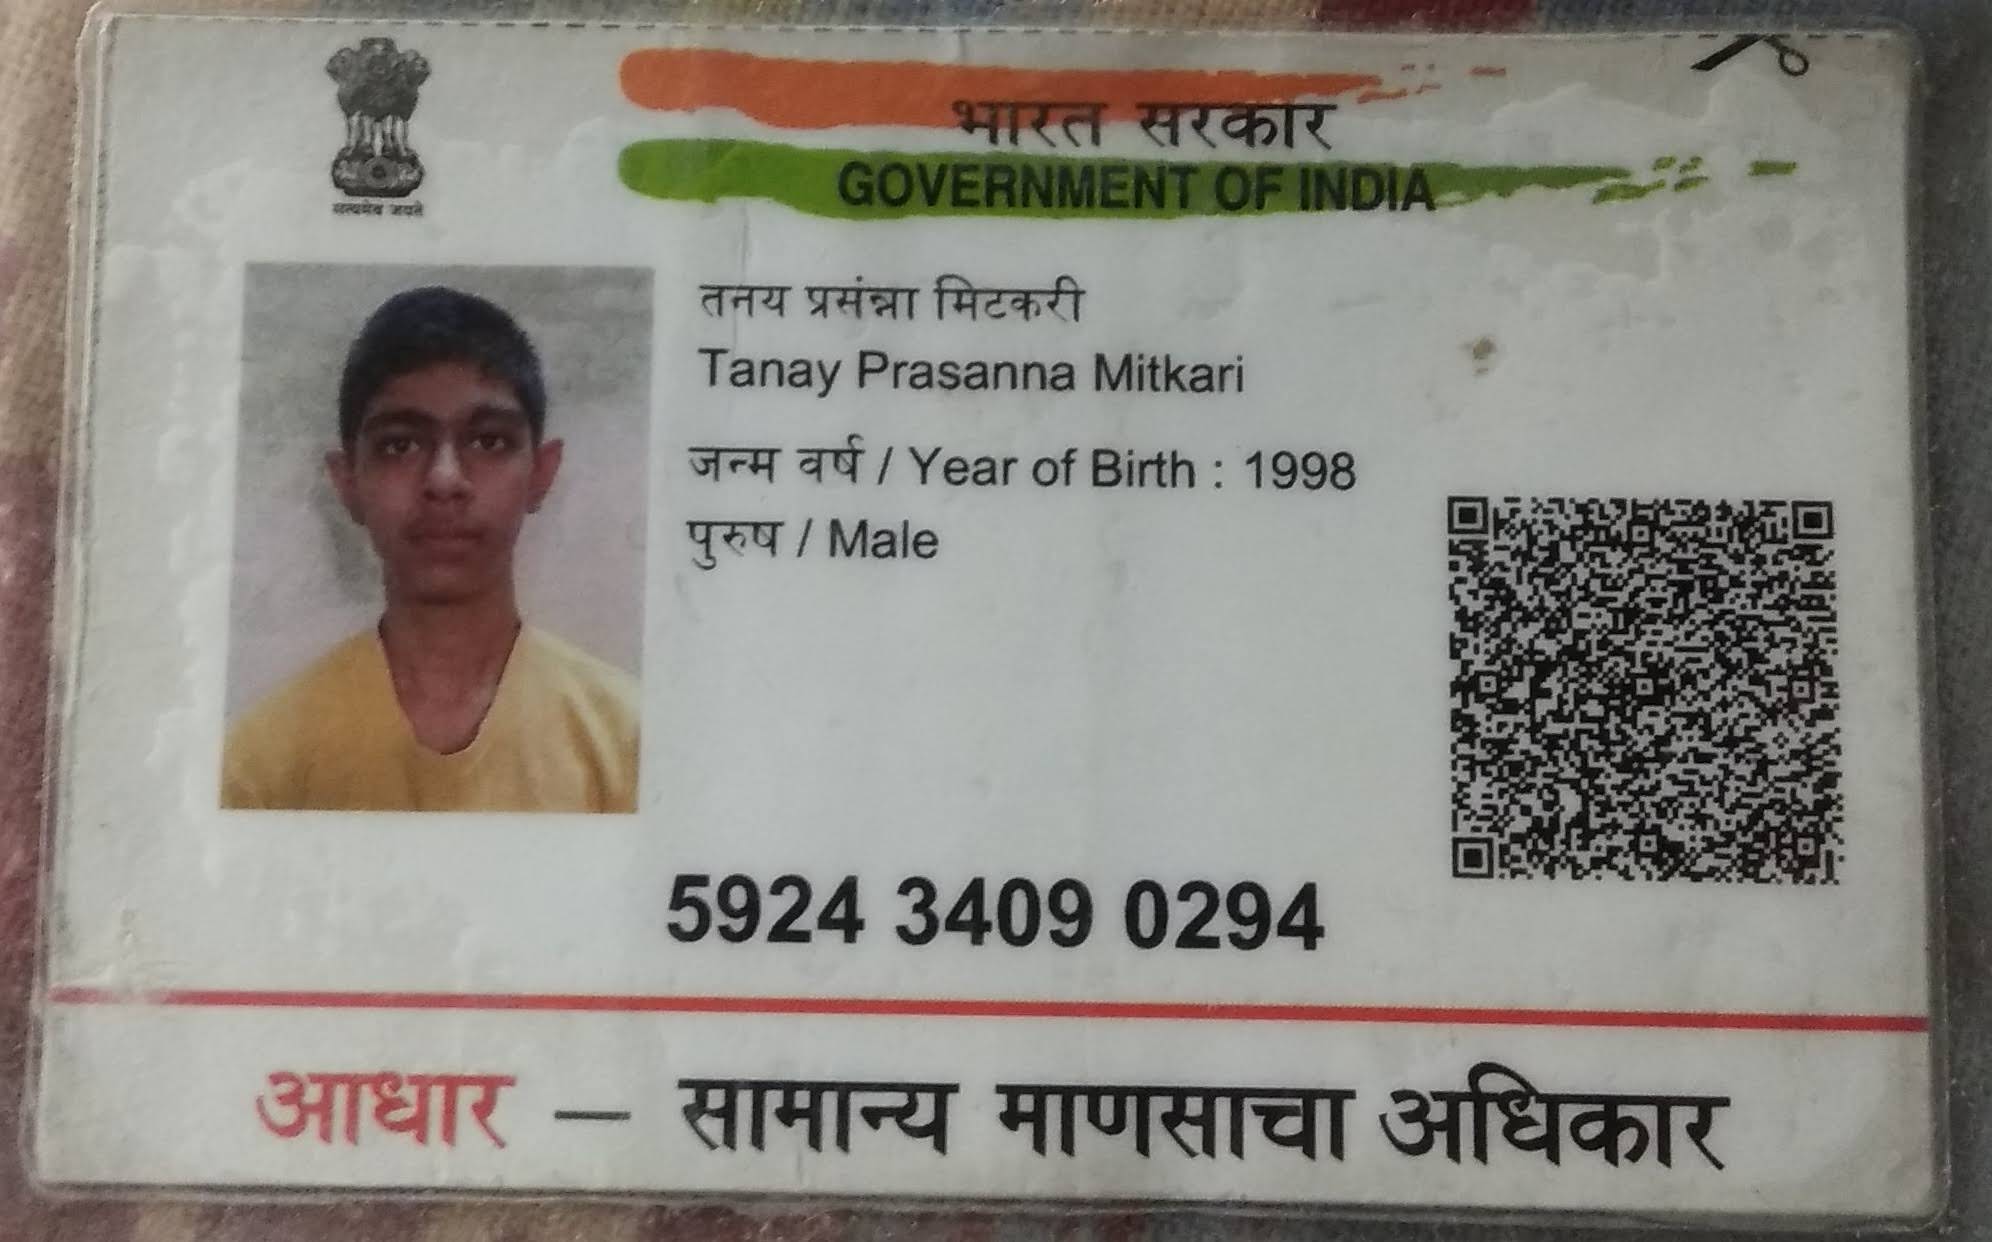 सत्यमेव जयते
भारत सरकार
GOVERNMENT OF INDIA
तनय प्रसंन्ना मिटकरी
Tanay Prasanna Mitkari
जन्म वर्ष / Year of Birth : 1998
पुरुष / Male
5924 3409 0294
आधार — सामान्य माणसाचा अधिकार